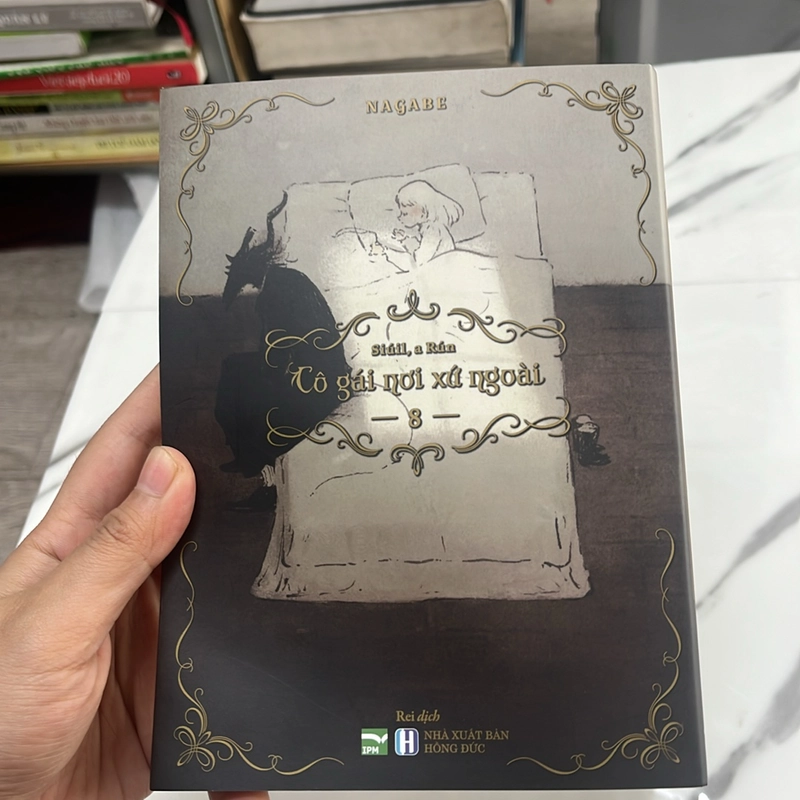 NAGABE
Siúil, a Rún
Cô gái nơi xứ ngoài
8
Rei dịch
IPM
H
NHÀ XUẤT BẢN
HỒNG ĐỨC